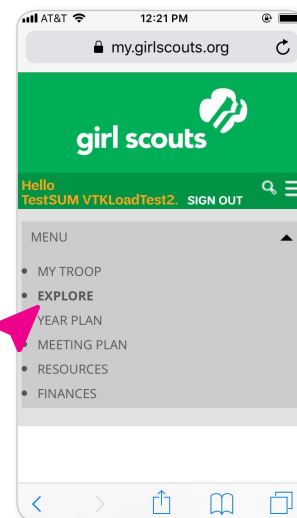 AT&T 12:21 PM
my.girlscouts.org
girl scouts
Hello
TestSUM VTKLoadTest2. SIGN OUT
MENU
MY TROOP
EXPLORE
YEAR PLAN
MEETING PLAN
RESOURCES
FINANCES